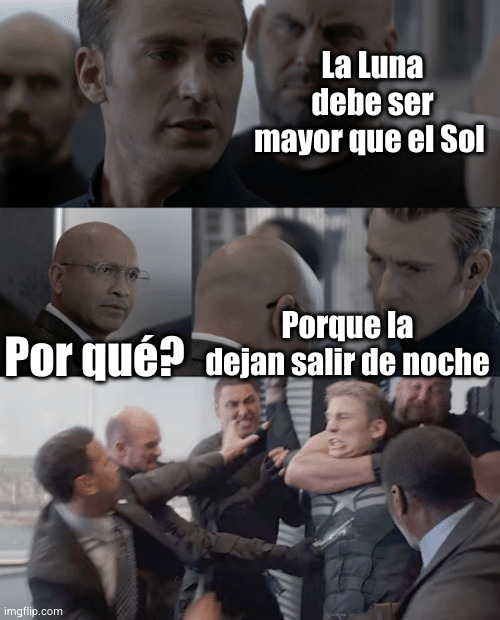 La Luna
debe ser
mayor que el Sol
Por qué?
Porque la
dejan salir de noche
imgflip.com